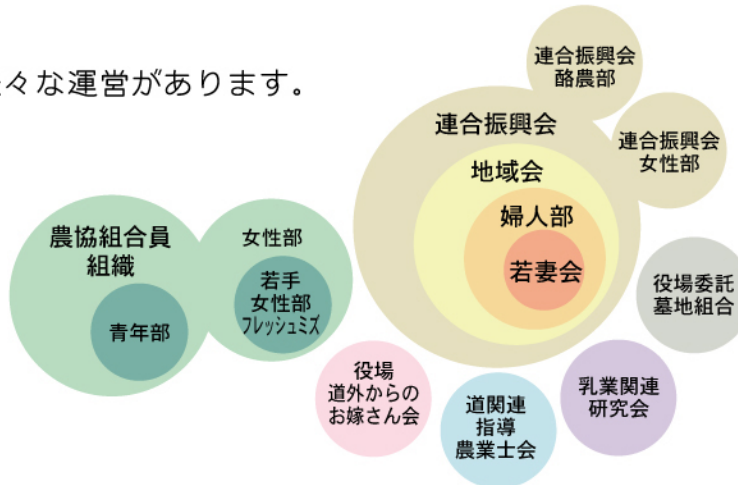 々な運営があります。
連合振興会
酪農部
連合振興会
女性部
連合振興会
地域会
婦人部
若妻会
農協組合員
組織
青年部
女性部
若手
女性部
フレッシュミズ
役場委託
墓地組合
役場
道外からの
お嫁さん会
道関連
指導
農業士会
乳業関連
研究会